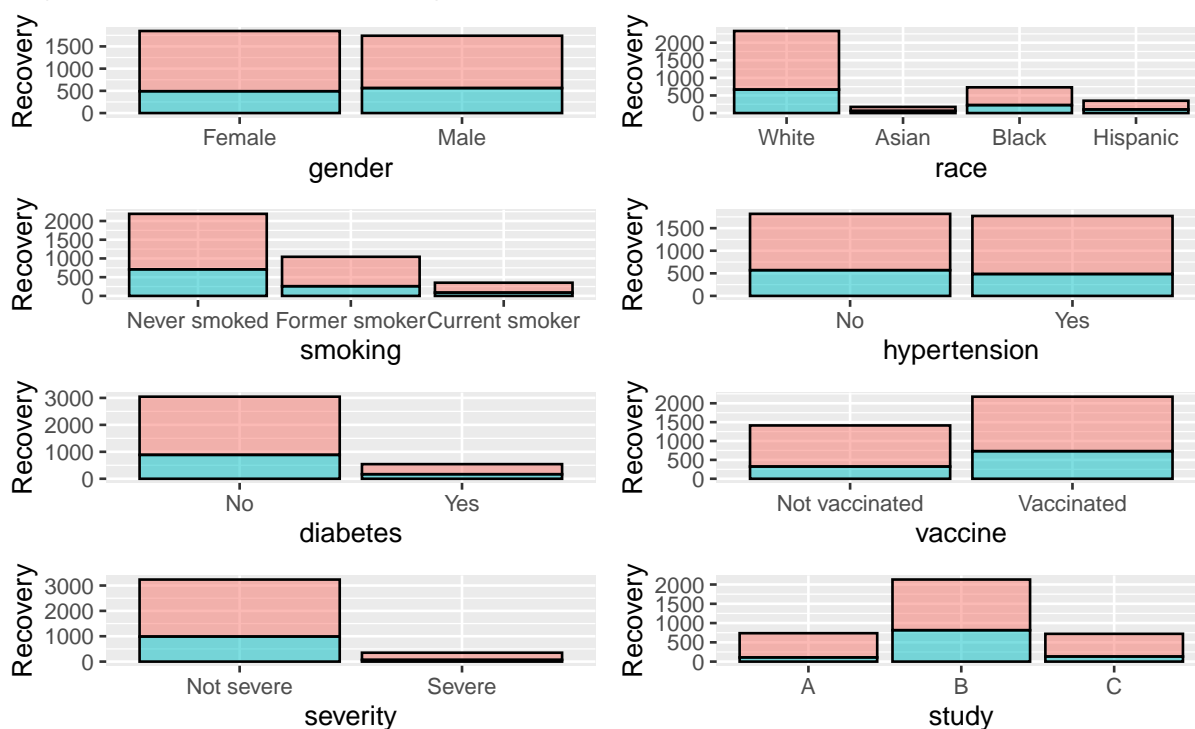 Recovery
1500
1000
500
0
Female Male
gender
Recovery
2000
1500
1000
500
0
White Asian Black Hispanic
race
Recovery
2000
1500
1000
500
0
Never smoked Former smoker Current smoker
smoking
Recovery
1500
1000
500
0
No Yes
hypertension
Recovery
3000
2000
1000
0
No Yes
diabetes
Recovery
2000
1500
1000
500
0
Not vaccinated Vaccinated
vaccine
Recovery
3000
2000
1000
0
Not severe Severe
severity
Recovery
2000
1500
1000
500
0
A B C
study